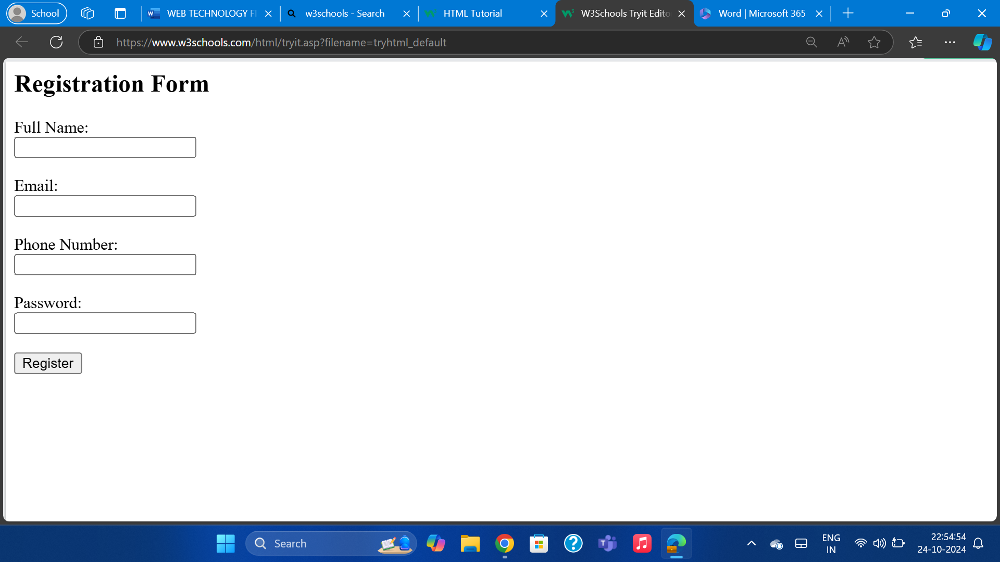 School
WEB TECHNOLOGY FI
w3schools - Search
HTML Tutorial
W3Schools Tryit Edito
Word | Microsoft 365
https://www.w3schools.com/html/tryit.asp?filename=tryhtml_default
Registration Form
Full Name:
Email:
Phone Number:
Password:
Register
Search
ENG
IN
22:54:54
24-10-2024